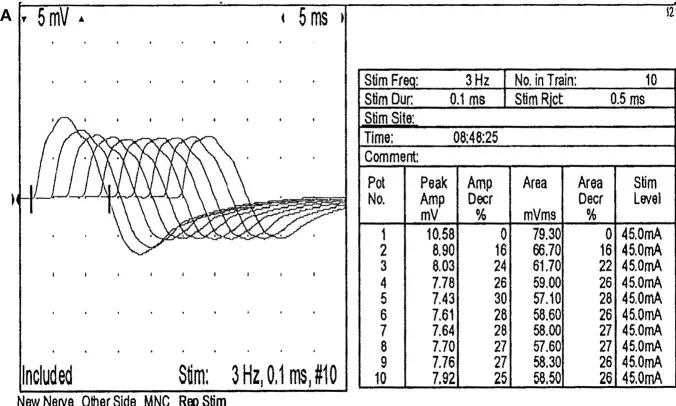 A
5 mV
5 ms
12
Stim Freq: 3 Hz No. in Train: 10
Stim Dur: 0.1 ms Stim Rjct: 0.5 ms
Stim Site:
Time: 08:48:25
Comment:
Pot No. Peak Amp mV Amp Decr % Area mVms Area Decr % Stim Level
1 10.58 0 79.30 0 45.0mA
2 8.90 16 66.70 16 45.0mA
3 8.03 24 61.70 22 45.0mA
4 7.78 26 59.00 26 45.0mA
5 7.43 30 57.10 28 45.0mA
6 7.61 28 58.60 26 45.0mA
7 7.64 28 58.00 27 45.0mA
8 7.70 27 57.60 27 45.0mA
9 7.76 27 58.30 26 45.0mA
10 7.92 25 58.50 26 45.0mA
Included Stim: 3 Hz, 0.1 ms, #10
New Nerve Other Side MNC Rep Stim